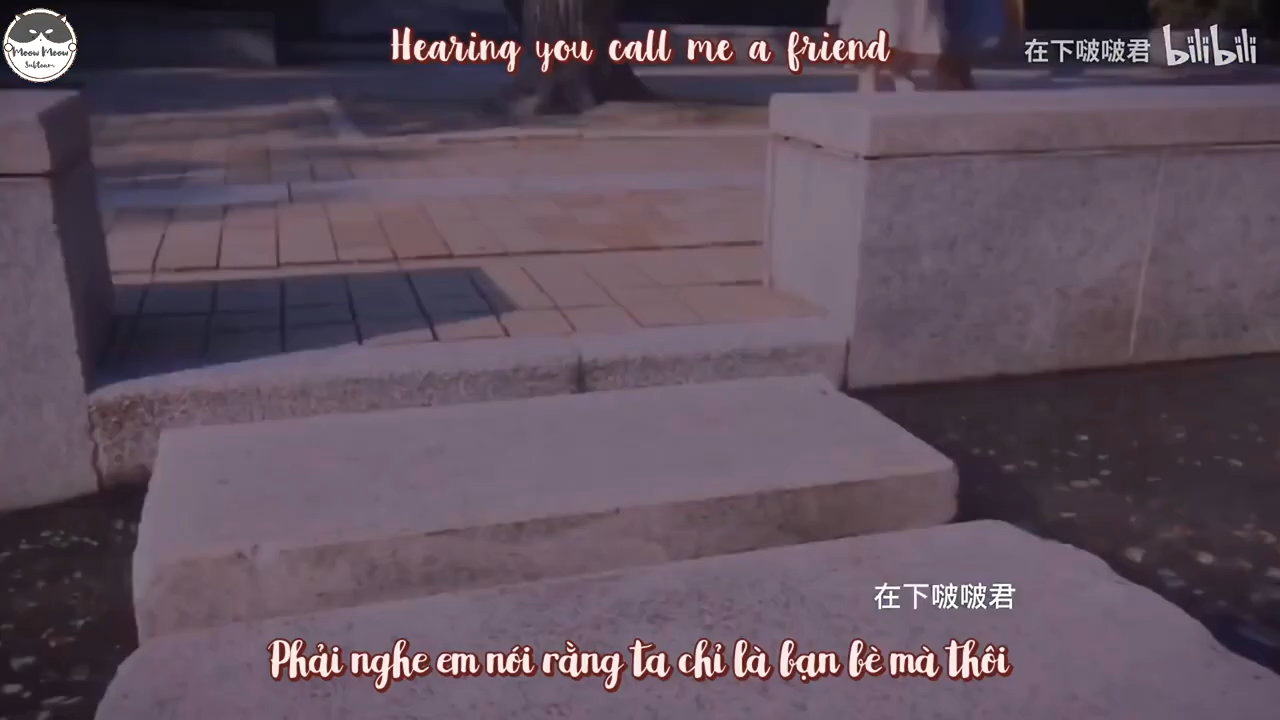 Meow Meow
Subteam
Hearing you call me a friend
在下啵啵君 bilibili
在下啵啵君
Phải nghe em nói rằng ta chỉ là bạn bè mà thôi